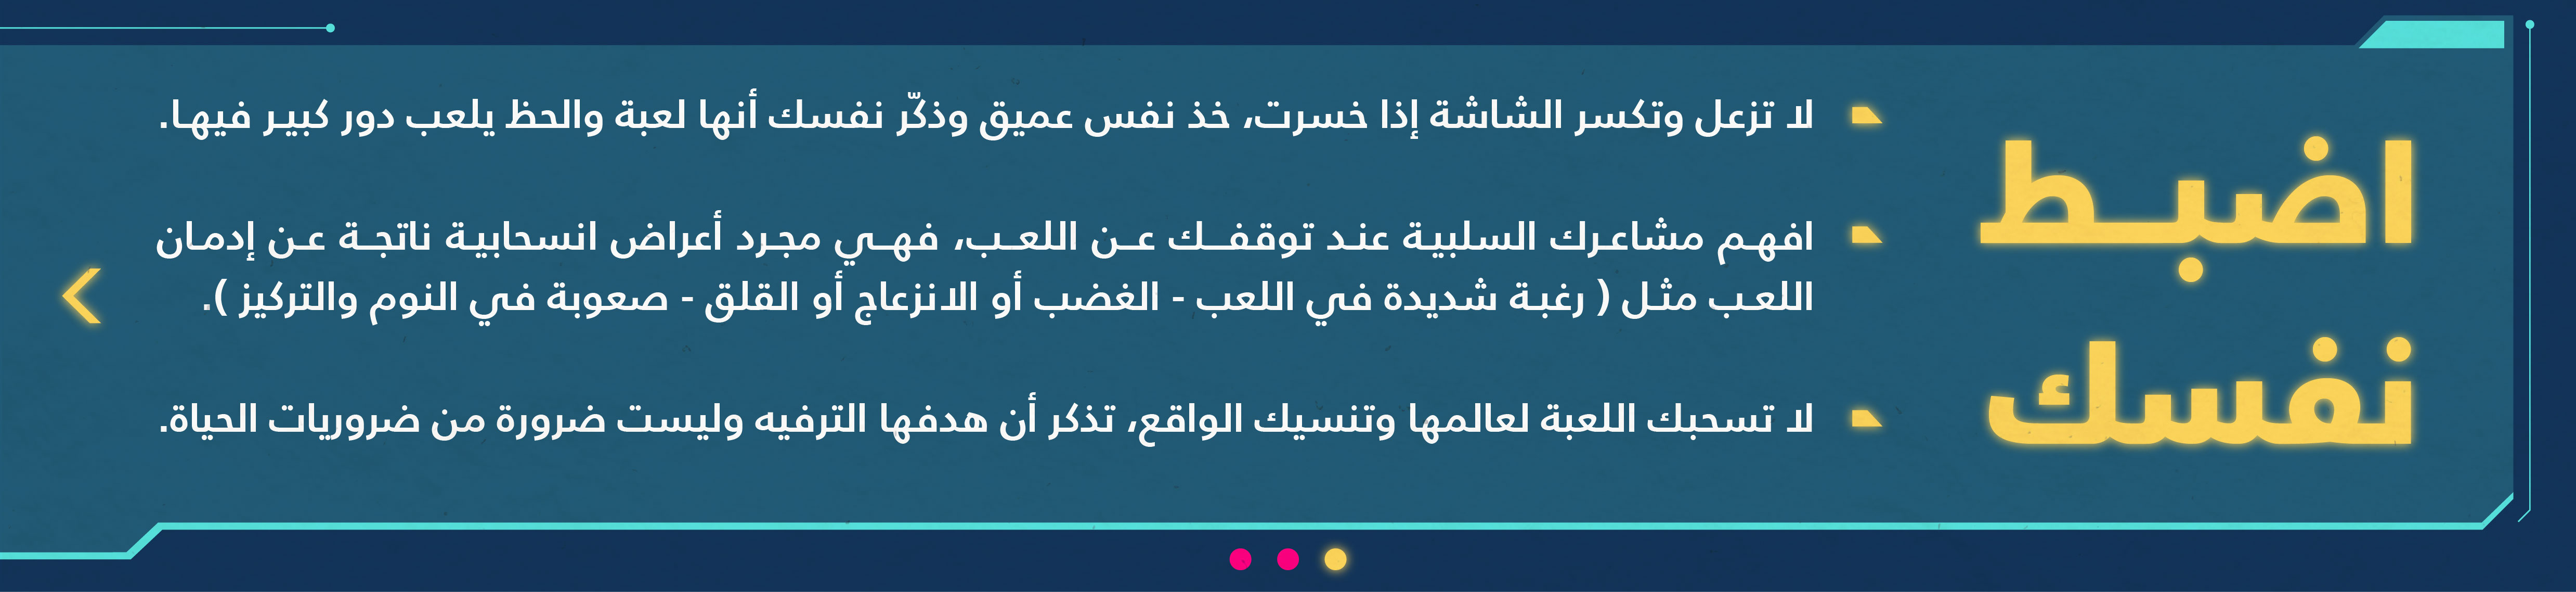 اضبط
نفسك
لا تزعل وتكسر الشاشة إذا خسرت، خذ نفس عميق وذكّر نفسك أنها لعبة والحظ يلعب دور كبير فيها.
افهم مشاعرك السلبية عند توقفك عن اللعب، فهي مجرد أعراض انسحابية ناتجة عن إدمان
اللعب مثل ( رغبة شديدة في اللعب - الغضب أو الانزعاج أو القلق - صعوبة في النوم والتركيز ).
لا تسحبك اللعبة لعالمها وتنسيك الواقع، تذكر أن هدفها الترفيه وليست ضرورة من ضروريات الحياة.